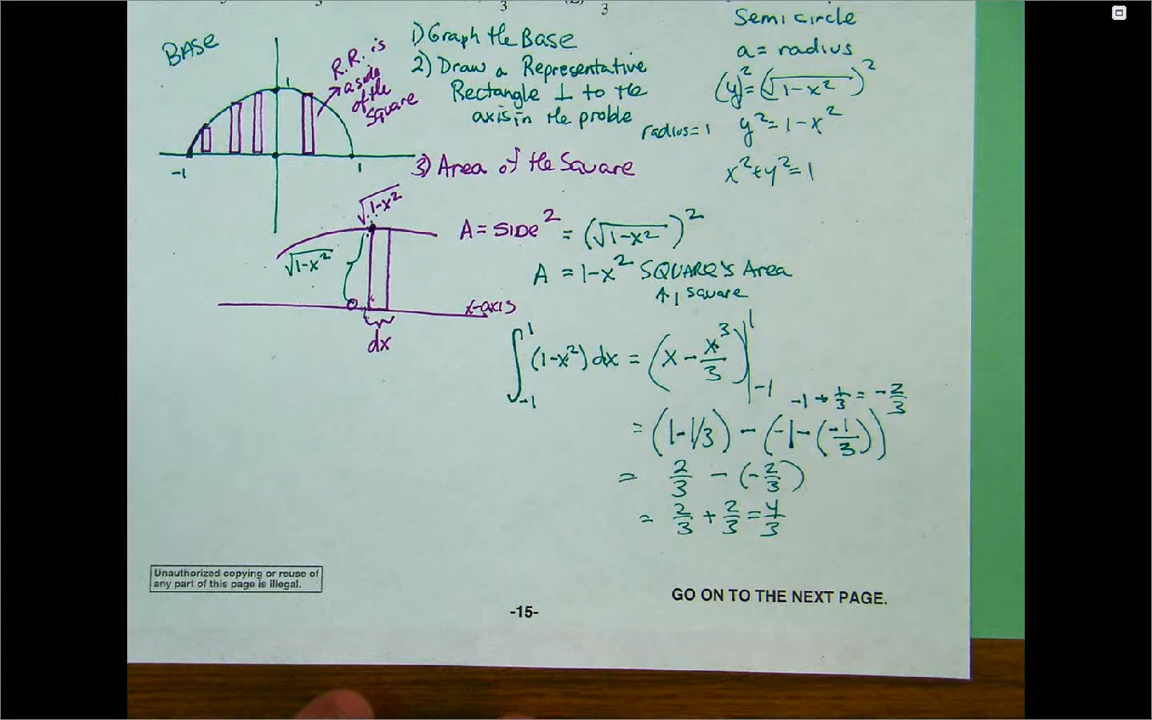 BASE
R.R. is
a side
of the
Square
1
-1
1
1) Graph the Base
2) Draw a Representative
Rectangle ⊥ to the
axis in the proble
3) Area of the Square
Semi circle
a = radius
(y)² = (√1-x²)²
radius = 1
y² = 1 - x²
x² + y² = 1
√1-x²
√1-x²
x-axis
dx
A = SIDE² = (√1-x²)²
A = 1-x² SQUARE'S Area
↑ 1 square
∫₋₁¹ (1-x²) dx = (x - x³/3)|₋₁¹
-1 + 1/3 = -2/3
= (1-1/3) - (-1-(-1/3))
= 2/3 - (-2/3)
= 2/3 + 2/3 = 4/3
Unauthorized copying or reuse of
any part of this page is illegal.
-15-
GO ON TO THE NEXT PAGE.